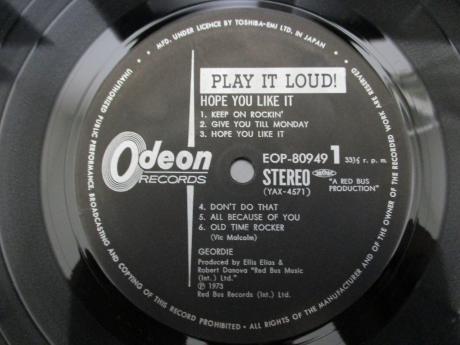 MFD. UNDER LICENCE BY TOSHIBA-EMI LTD. IN JAPAN
PLAY IT LOUD!
HOPE YOU LIKE IT
1. KEEP ON ROCKIN'
2. GIVE YOU TILL MONDAY
3. HOPE YOU LIKE IT
Odeon
RECORDS
EOP-80949 1 33⅓ r. p. m.
STEREO
(YAX-4571)
"A RED BUS
PRODUCTION"
4. DON'T DO THAT
5. ALL BECAUSE OF YOU
6. OLD TIME ROCKER
(Vic Malcolm)
GEORDIE
Produced by Ellis Elias &
Robert Danova "Red Bus Music
(Int.) Ltd."
Ⓟ 1973
Red Bus Records (Int.) Ltd.
UNAUTHORIZED PUBLIC PERFORMANCE, BROADCASTING AND COPYING OF THIS RECORD PROHIBITED • ALL RIGHTS OF THE MANUFACTURER AND OF THE OWNER OF THE RECORDED WORK ARE RESERVED